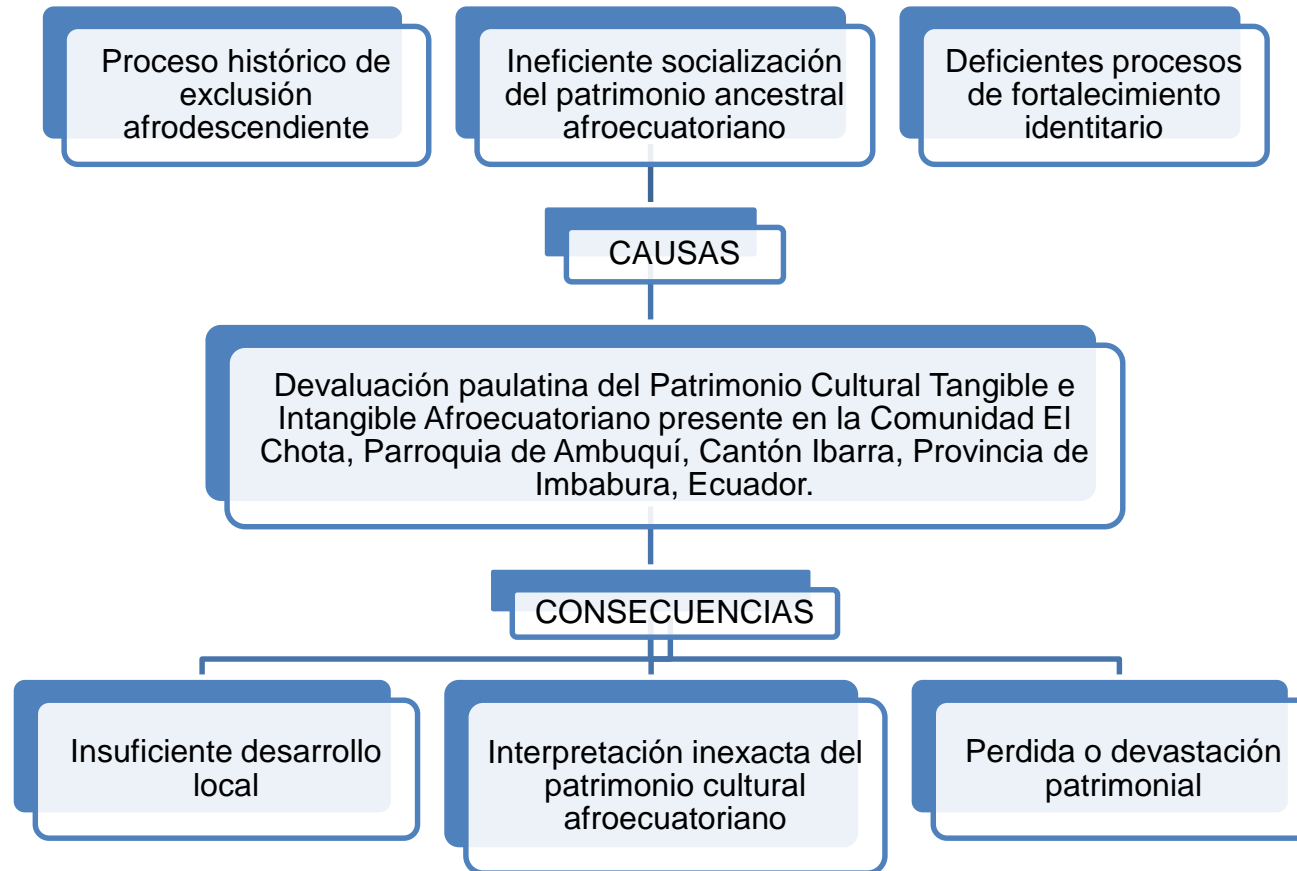 Proceso histórico de
exclusión
afrodescendiente
Ineficiente socialización
del patrimonio ancestral
afroecuatoriano
Deficientes procesos
de fortalecimiento
identitario
CAUSAS
Devaluación paulatina del Patrimonio Cultural Tangible e
Intangible Afroecuatoriano presente en la Comunidad El
Chota, Parroquia de Ambuquí, Cantón Ibarra, Provincia de
Imbabura, Ecuador.
CONSECUENCIAS
Insuficiente desarrollo
local
Interpretación inexacta del
patrimonio cultural
afroecuatoriano
Perdida o devastación
patrimonial